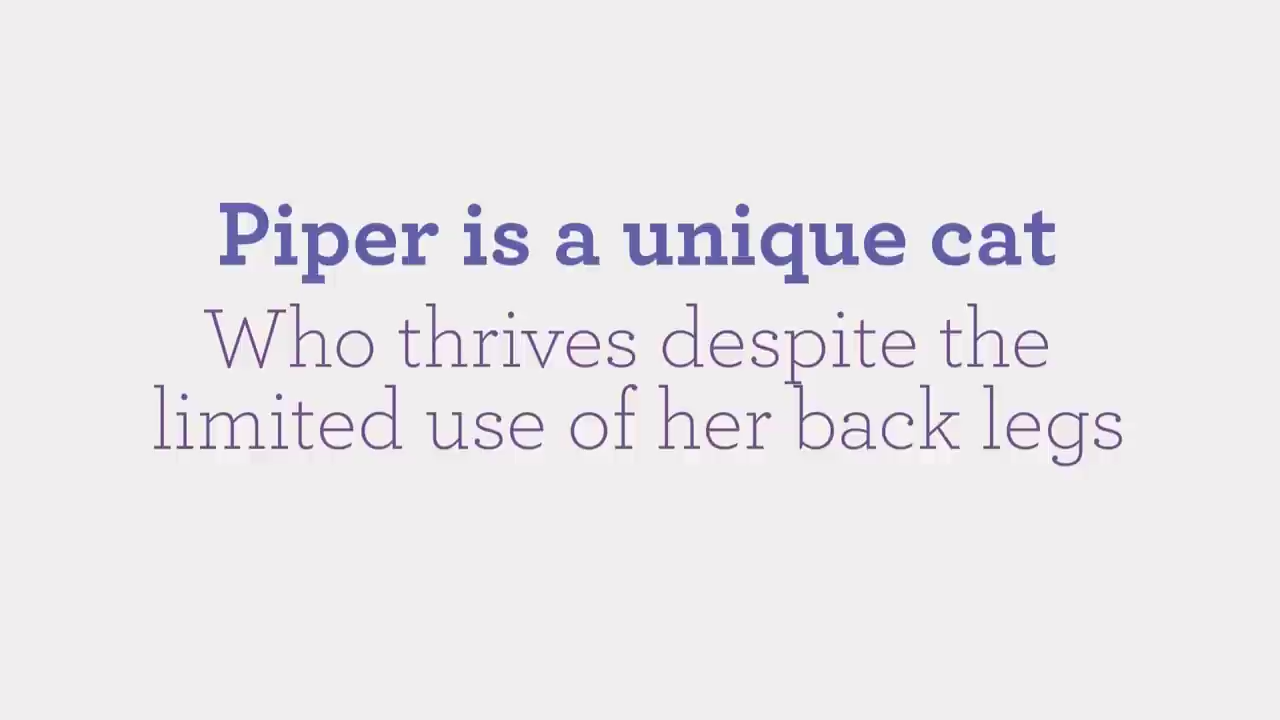 Piper is a unique cat
Who thrives despite the
limited use of her back legs